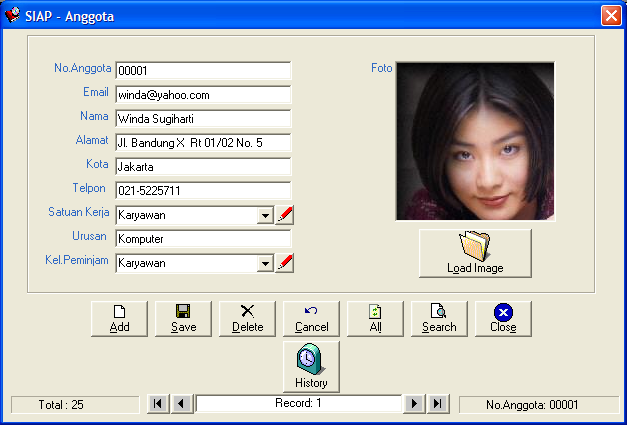 SIAP - Anggota
No.Anggota 00001
Foto
Email winda@yahoo.com
Nama Winda Sugiharti
Alamat Jl. Bandung X Rt 01/02 No. 5
Kota Jakarta
Telpon 021-5225711
Satuan Kerja Karyawan
Urusan Komputer
Kel.Peminjam Karyawan
Load Image
Add Save Delete Cancel All Search Close
History
Total : 25 Record: 1 No.Anggota: 00001